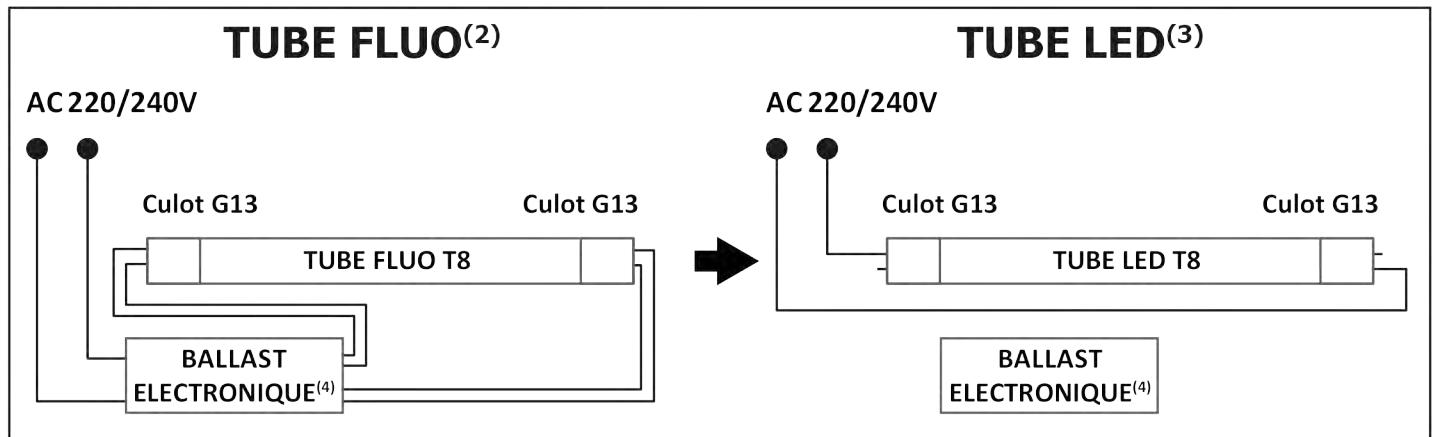 TUBE FLUO(2)
AC 220/240V
Culot G13
Culot G13
TUBE FLUO T8
BALLAST
ELECTRONIQUE(4)
TUBE LED(3)
AC 220/240V
Culot G13
Culot G13
TUBE LED T8
BALLAST
ELECTRONIQUE(4)